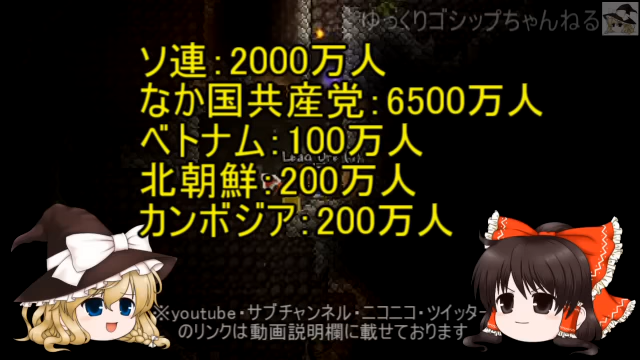 ゆっくりゴシップちゃんねる
ソ連：2000万人
なか国共産党：6500万人
ベトナム：100万人
Lead Ore
北朝鮮：200万人
カンボジア：200万人
※youtube・サブチャンネル・ニコニコ・ツイッター
のリンクは動画説明欄に載せております